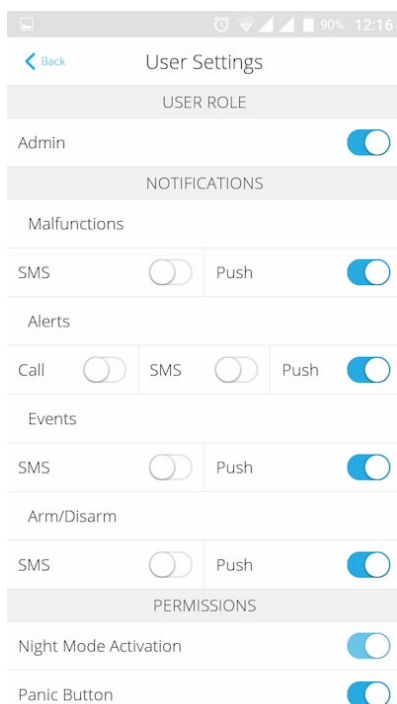 90% 12:16
Back User Settings
USER ROLE
Admin
NOTIFICATIONS
Malfunctions
SMS Push
Alerts
Call SMS Push
Events
SMS Push
Arm/Disarm
SMS Push
PERMISSIONS
Night Mode Activation
Panic Button